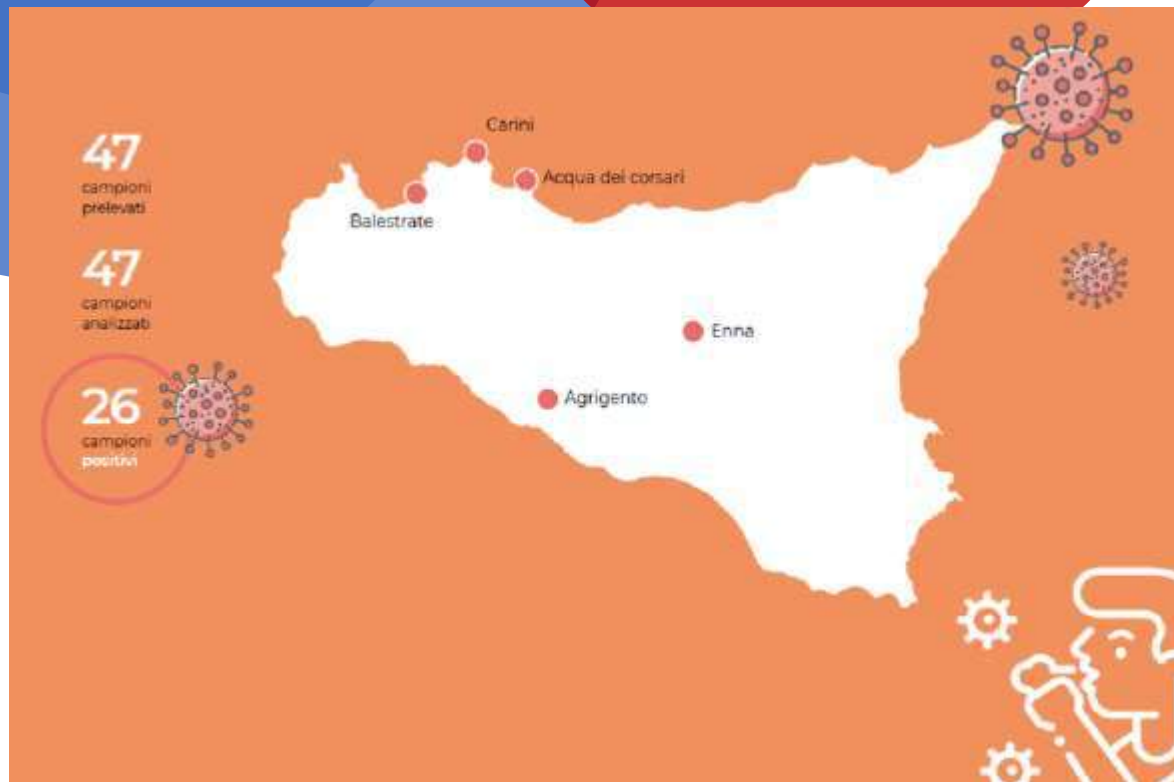 47
campioni
prelevati
47
campioni
analizzati
26
campioni
positivi
Carini
Acqua dei corsari
Balestrate
Enna
Agrigento